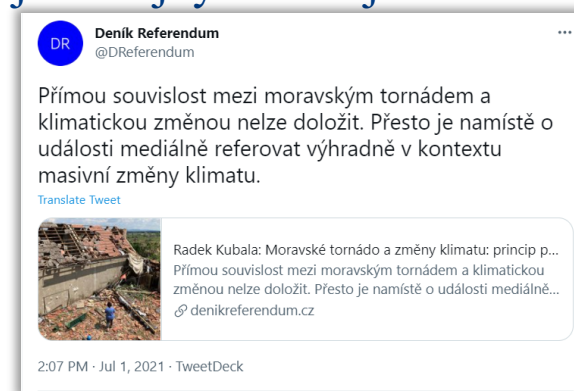 Deník Referendum
DR
@DReferendum
Přímou souvislost mezi moravským tornádem a
klimatickou změnou nelze doložit. Přesto je namístě o
události mediálně referovat výhradně v kontextu
masivní změny klimatu.
Translate Tweet
Radek Kubala: Moravské tornádo a změny klimatu: princip p...
Přímou souvislost mezi moravským tornádem a klimatickou
změnou nelze doložit. Přesto je namístě o události mediálně...
denikreferendum.cz
2:07 PM · Jul 1, 2021 · TweetDeck